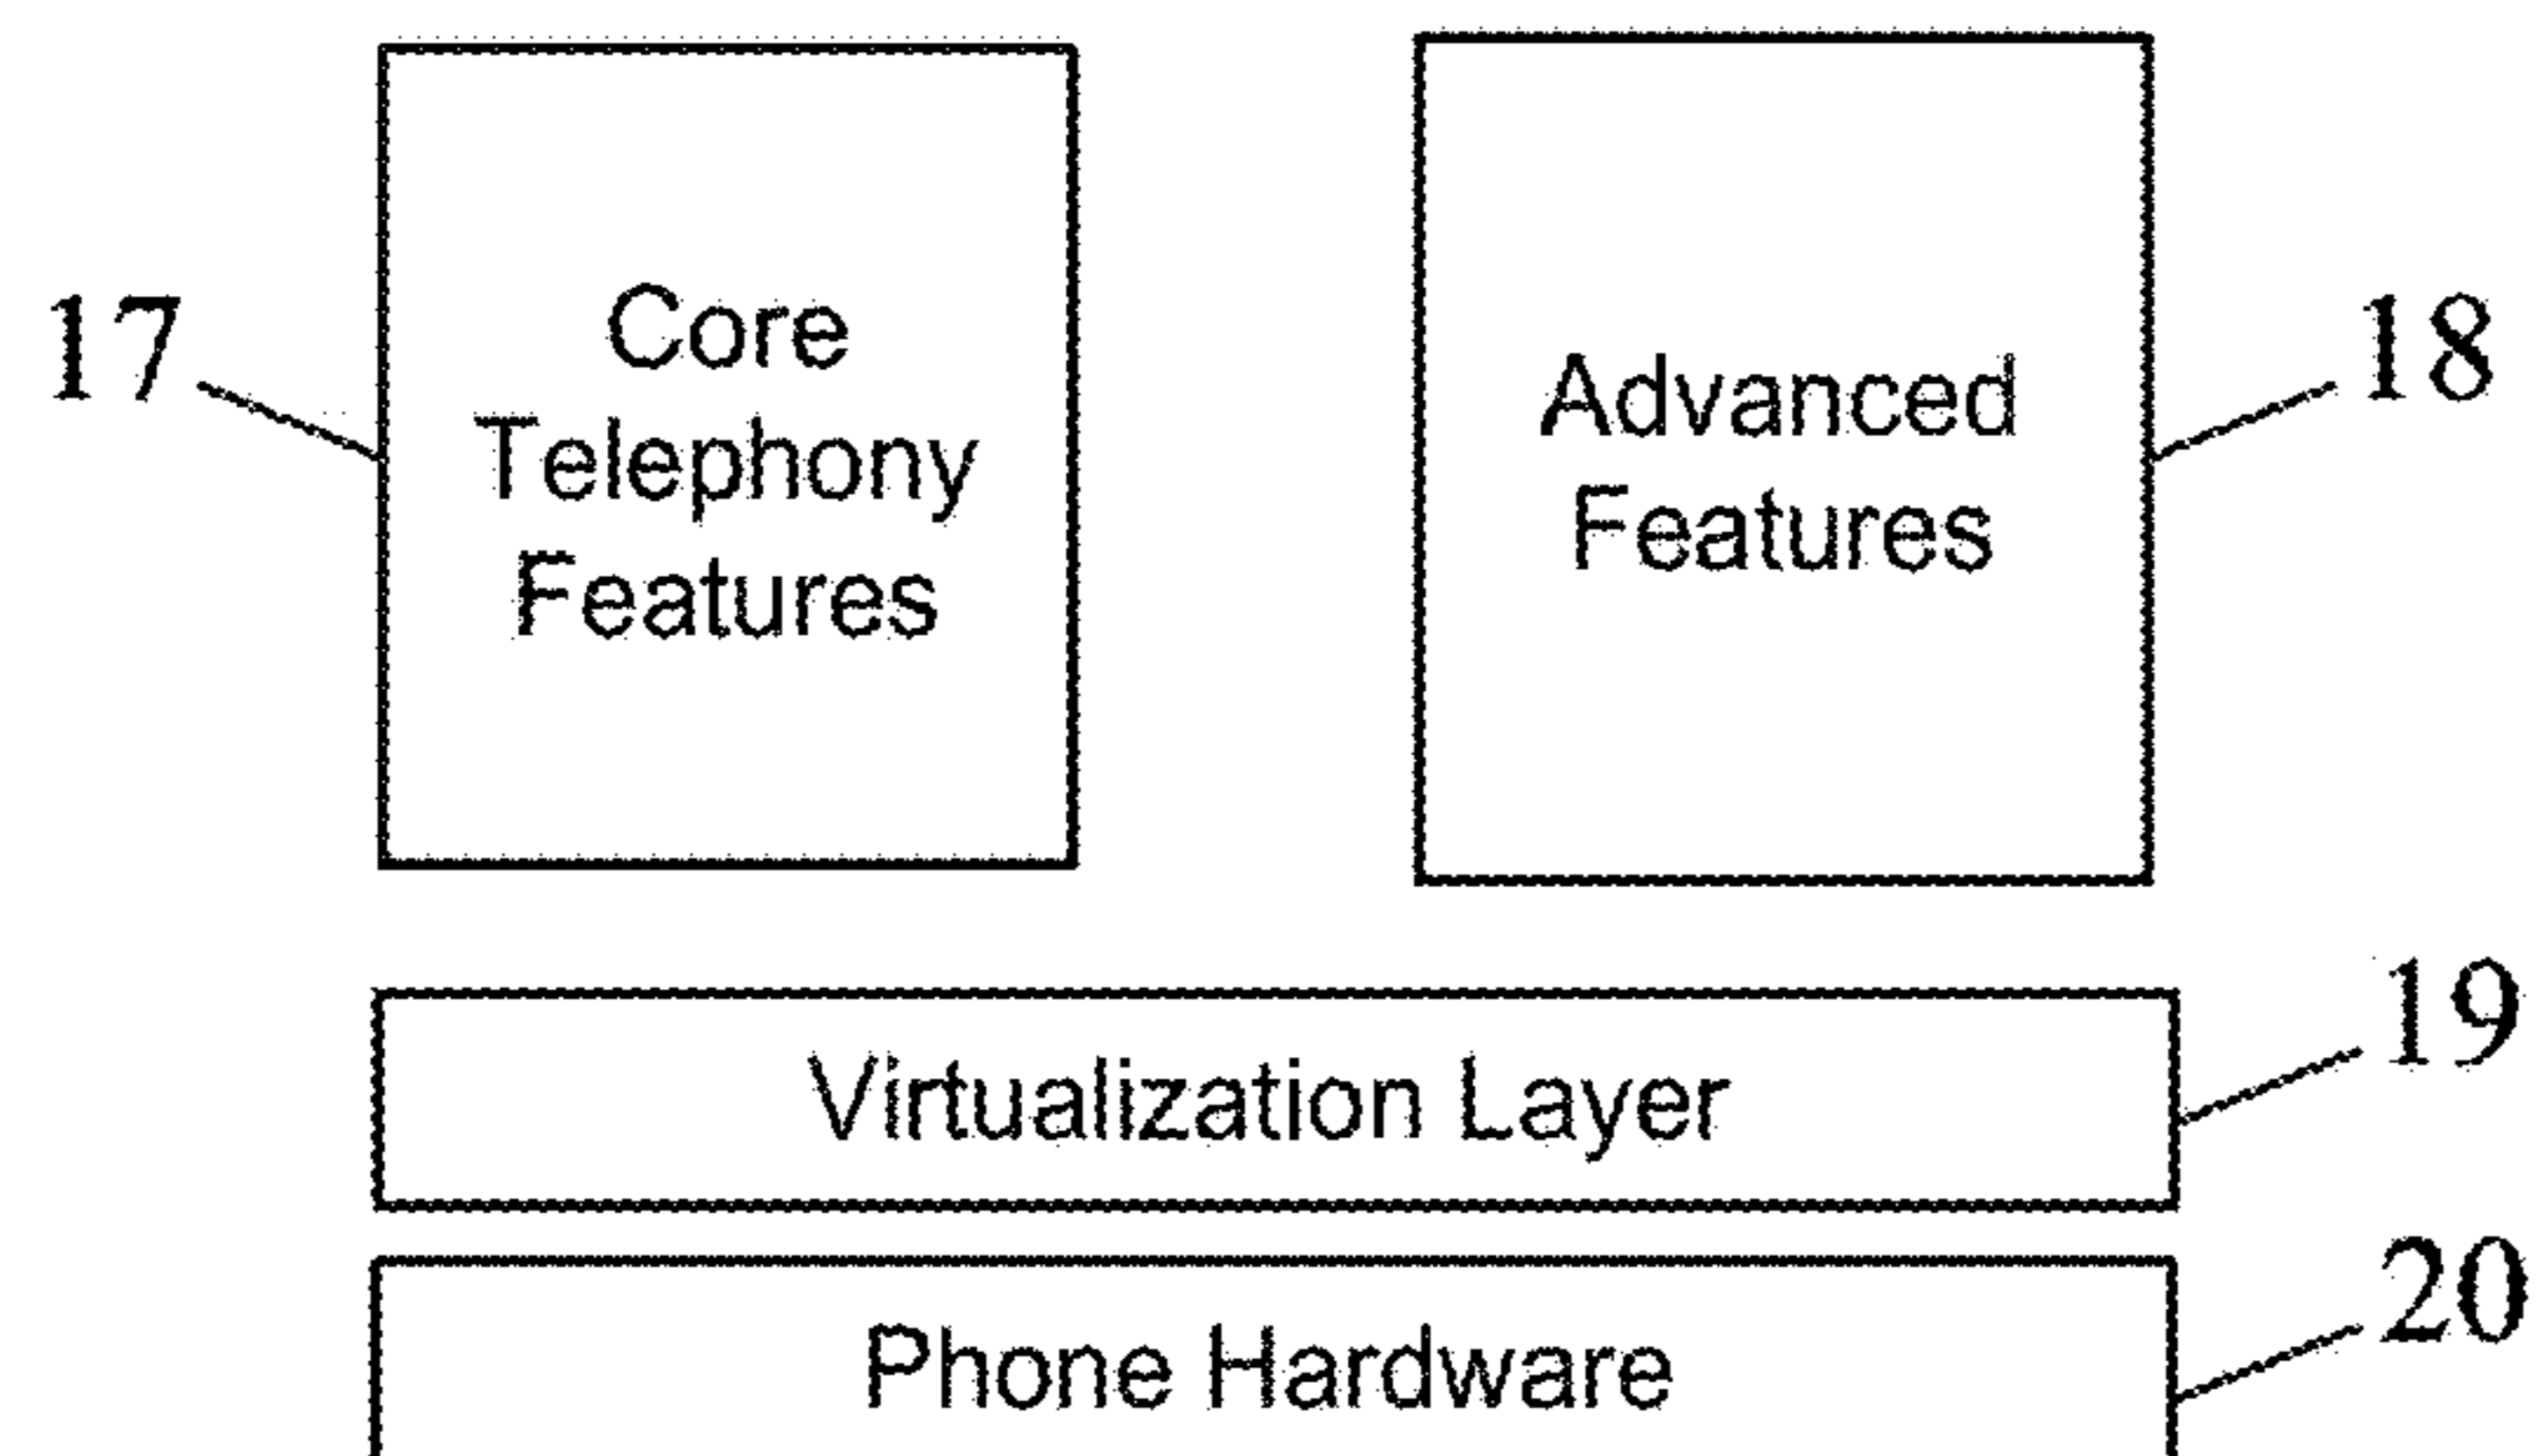 17
Core
Telephony
Features
Advanced
Features
18
Virtualization Layer
19
Phone Hardware
20